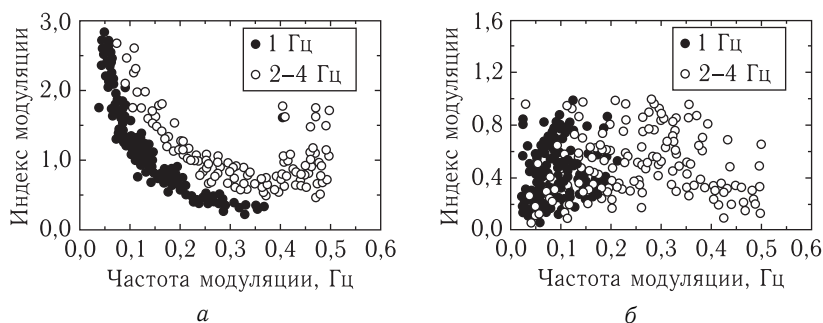 Индекс модуляции
3,0
2,0
1,0
0,0
1 Гц
2–4 Гц
0,0 0,1 0,2 0,3 0,4 0,5 0,6
Частота модуляции, Гц
а
Индекс модуляции
1,6
1,2
0,8
0,4
0,0
1 Гц
2–4 Гц
0,0 0,1 0,2 0,3 0,4 0,5 0,6
Частота модуляции, Гц
б